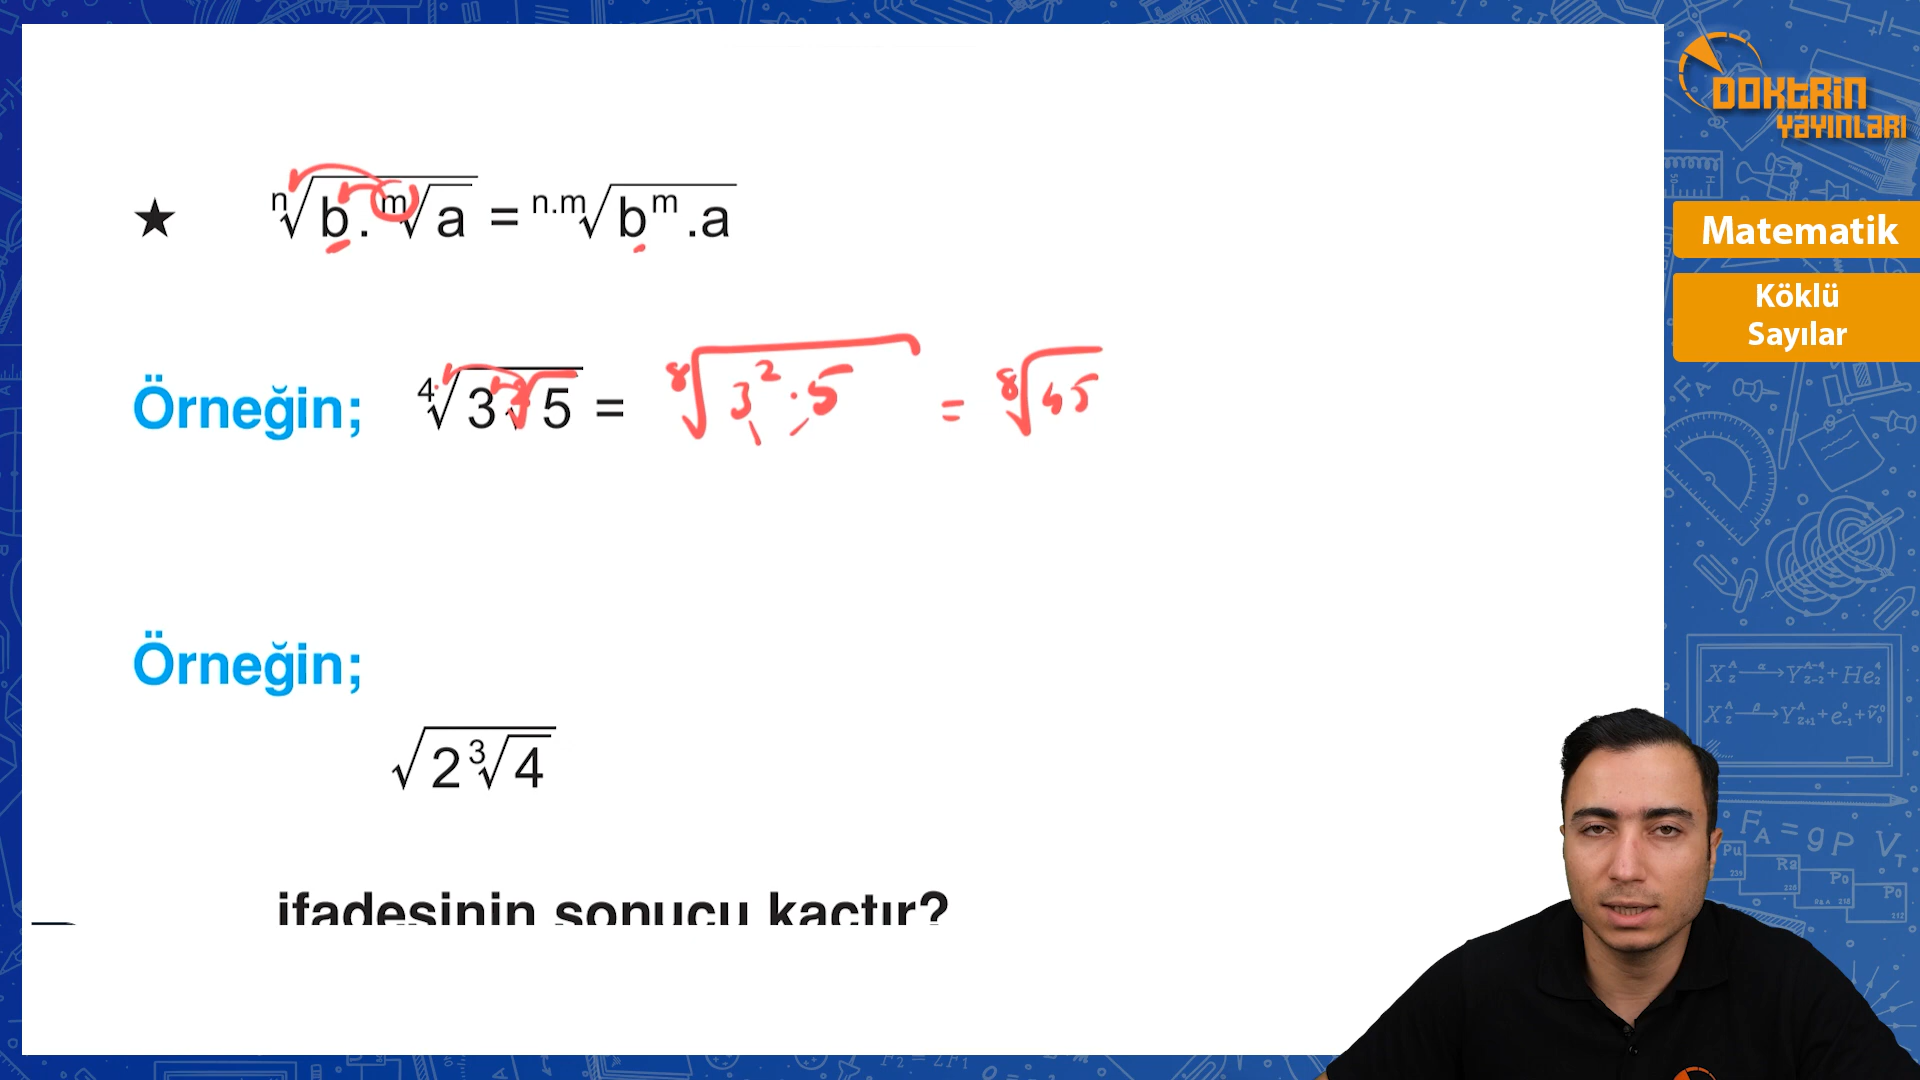 DOKTRİN
YAYINLARI
Matematik
Köklü
Sayılar
★ ⁿ√(b.ᵐ√a) = ⁿ·ᵐ√(bᵐ.a)
Örneğin; ⁴√(3√5) = ⁸√(3²·5) = ⁸√45
Örneğin;
√(2³√4)
ifadesinin sonucu kaçtır?